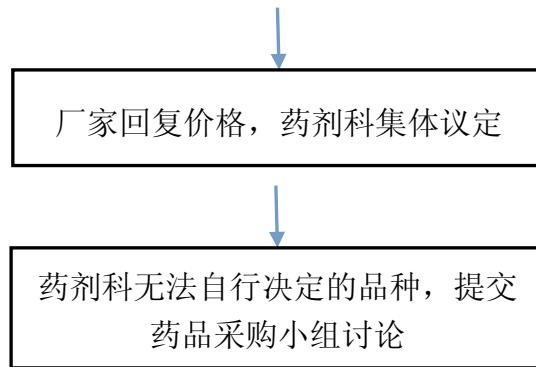 厂家回复价格，药剂科集体议定
药剂科无法自行决定的品种，提交
药品采购小组讨论